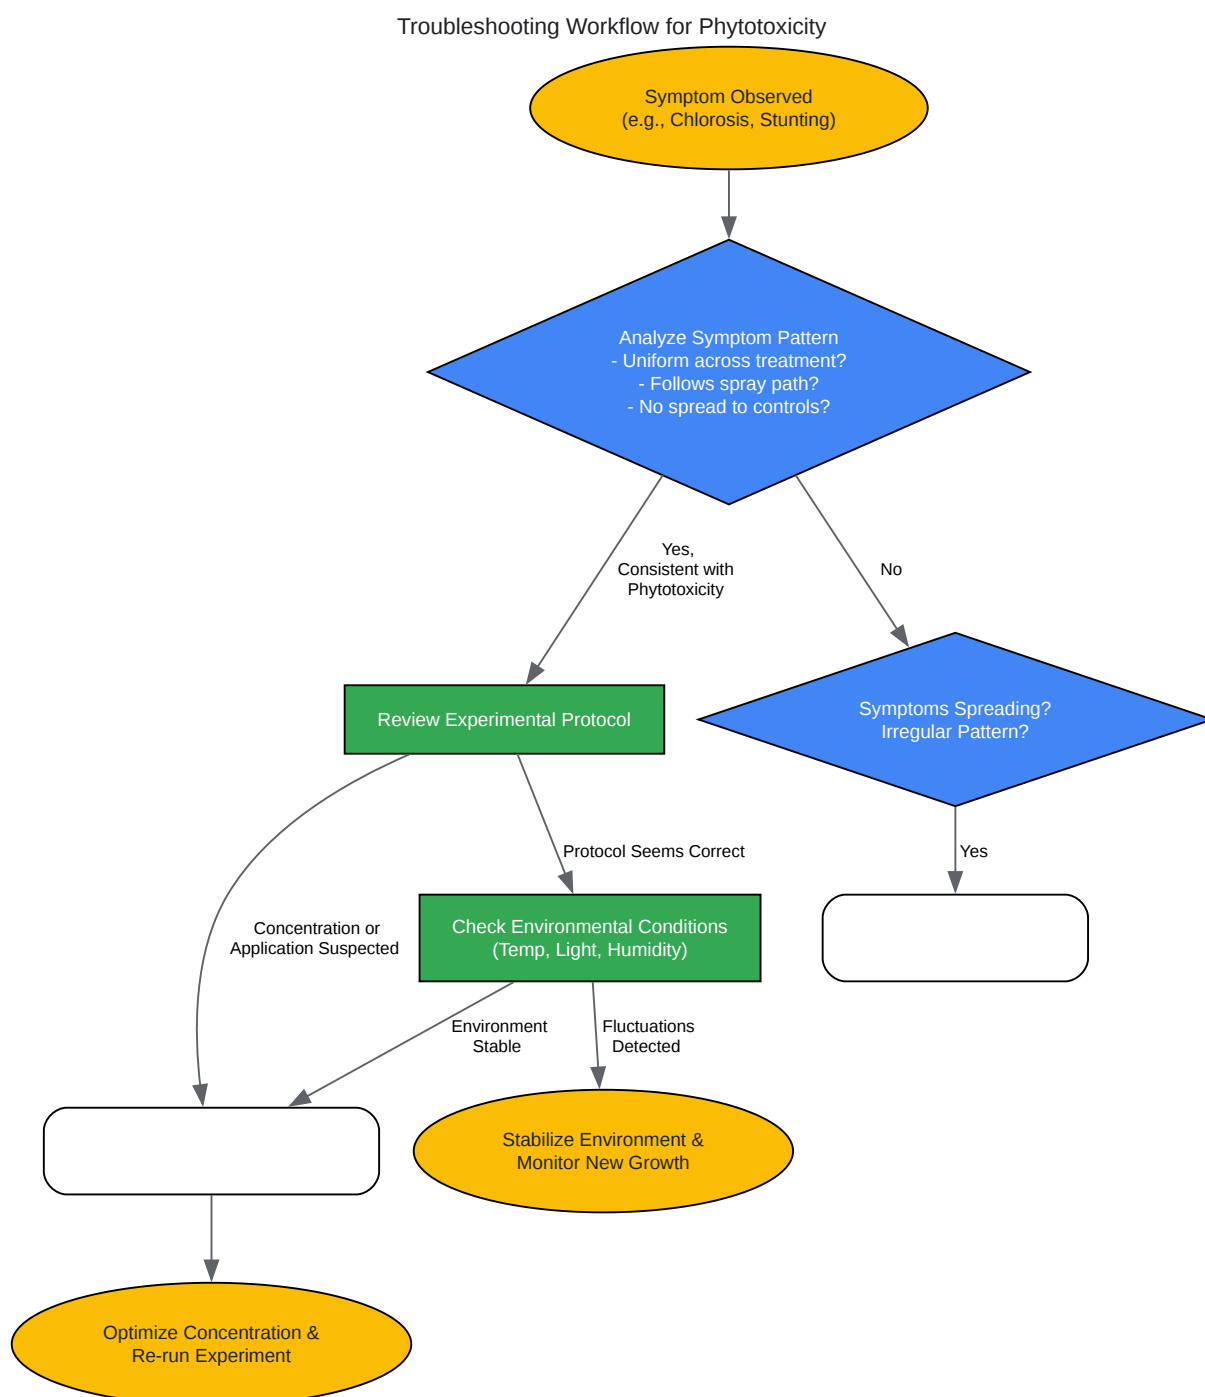 Troubleshooting Workflow for Phytotoxicity
Symptom Observed
(e.g., Chlorosis, Stunting)
Analyze Symptom Pattern
- Uniform across treatment?
- Follows spray path?
- No spread to controls?
Yes,
Consistent with
Phytotoxicity
No
Review Experimental Protocol
Symptoms Spreading?
Irregular Pattern?
Protocol Seems Correct
Yes
Concentration or
Application Suspected
Check Environmental Conditions
(Temp, Light, Humidity)
Environment
Stable
Fluctuations
Detected
Stabilize Environment &
Monitor New Growth
Optimize Concentration &
Re-run Experiment